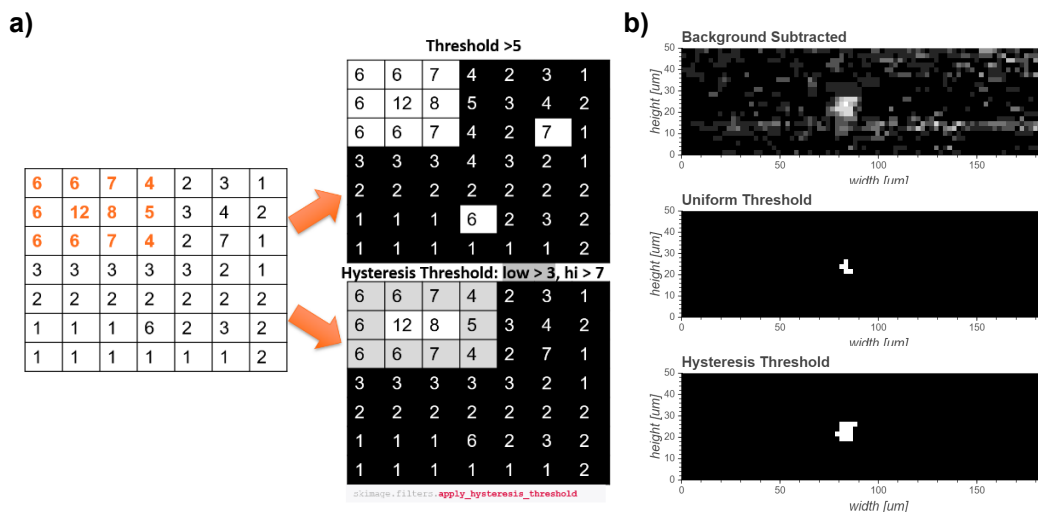 a)
Threshold >5
6 6 7 4 2 3 1
6 12 8 5 3 4 2
6 6 7 4 2 7 1
3 3 3 4 3 2 1
2 2 2 2 2 2 2
1 1 1 6 2 3 2
1 1 1 1 1 1 2
6 6 7 4 2 3 1
6 12 8 5 3 4 2
6 6 7 4 2 7 1
3 3 3 3 3 2 1
2 2 2 2 2 2 2
1 1 1 6 2 3 2
1 1 1 1 1 1 2
Hysteresis Threshold: low > 3, hi > 7
6 6 7 4 2 3 1
6 12 8 5 3 4 2
6 6 7 4 2 7 1
3 3 3 3 3 2 1
2 2 2 2 2 2 2
1 1 1 6 2 3 2
1 1 1 1 1 1 2
skimage.filters.apply_hysteresis_threshold
b)
Background Subtracted
height [um]
50
40
30
20
10
0
0 50 100 150
width [um]
Uniform Threshold
height [um]
50
40
30
20
10
0
0 50 100 150
width [um]
Hysteresis Threshold
height [um]
50
40
30
20
10
0
0 50 100 150
width [um]